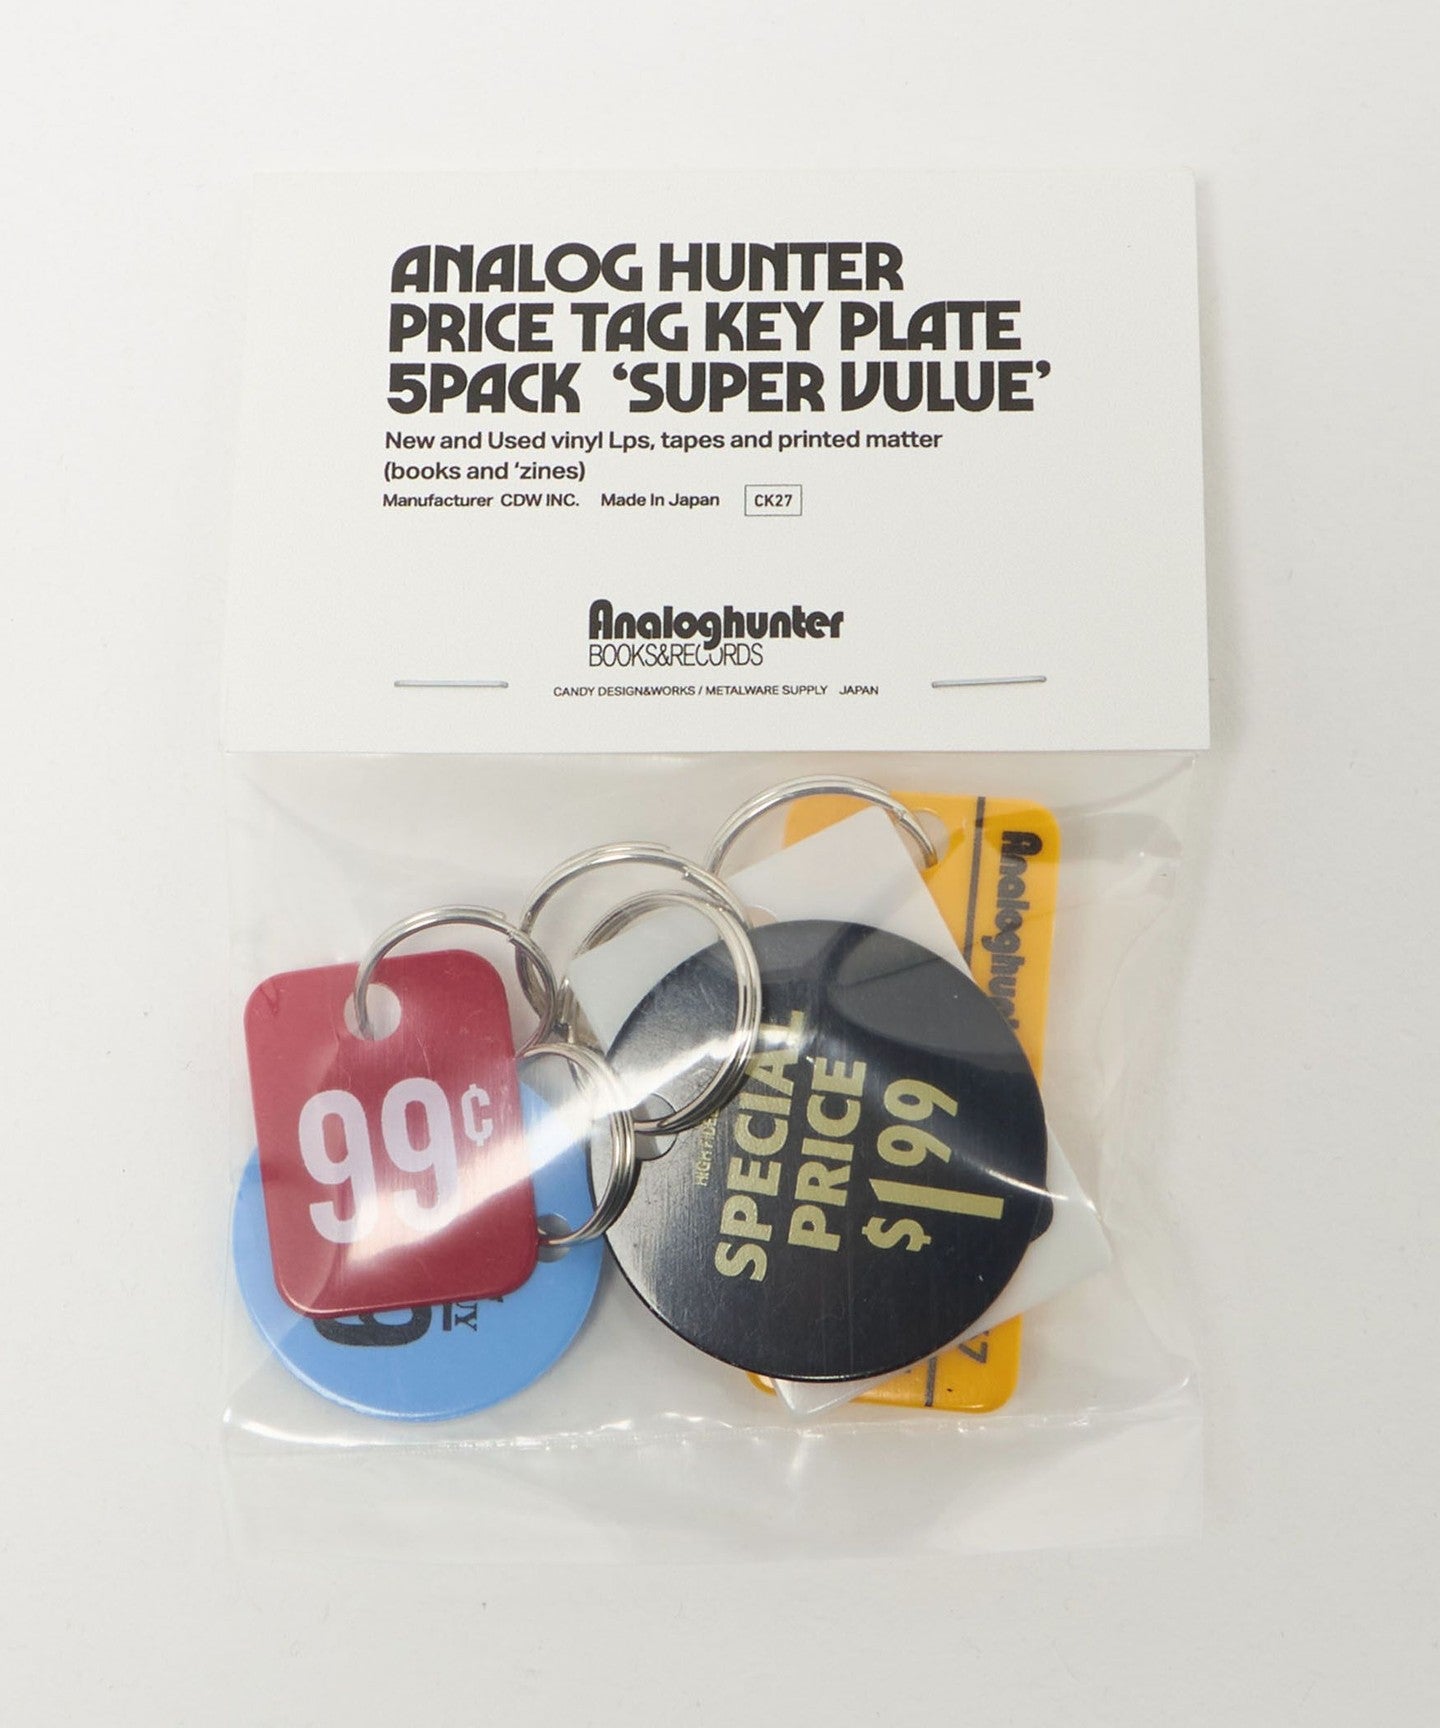 ANALOG HUNTER
PRICE TAG KEY PLATE
5PACK ‘SUPER VULUE’
New and Used vinyl Lps, tapes and printed matter
(books and ‘zines)
Manufacturer CDW INC. Made In Japan CK27
Analoghunter
BOOKS&RECORDS
CANDY DESIGN&WORKS / METALWARE SUPPLY JAPAN
99¢
SPECIAL
PRICE
$1.99